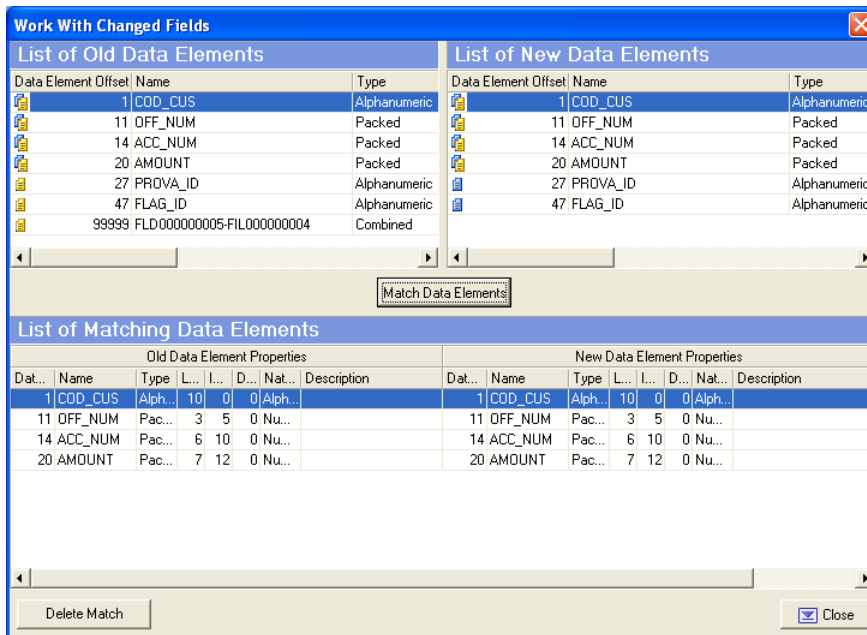 Work With Changed Fields
List of Old Data Elements
Data Element Offset Name Type
1 COD_CUS Alphanumeric
11 OFF_NUM Packed
14 ACC_NUM Packed
20 AMOUNT Packed
27 PROVA_ID Alphanumeric
47 FLAG_ID Alphanumeric
99999 FLD000000005-FIL000000004 Combined
List of New Data Elements
Data Element Offset Name Type
1 COD_CUS Alphanumeric
11 OFF_NUM Packed
14 ACC_NUM Packed
20 AMOUNT Packed
27 PROVA_ID Alphanumeric
47 FLAG_ID Alphanumeric
Match Data Elements
List of Matching Data Elements
Old Data Element Properties New Data Element Properties
Dat... Name Type L... I... D... Nat... Description Dat... Name Type L... I... D... Nat... Description
1 COD_CUS Alph... 10 0 0 Alph... 1 COD_CUS Alph... 10 0 0 Alph...
11 OFF_NUM Pac... 3 5 0 Nu... 11 OFF_NUM Pac... 3 5 0 Nu...
14 ACC_NUM Pac... 6 10 0 Nu... 14 ACC_NUM Pac... 6 10 0 Nu...
20 AMOUNT Pac... 7 12 0 Nu... 20 AMOUNT Pac... 7 12 0 Nu...
Delete Match Close